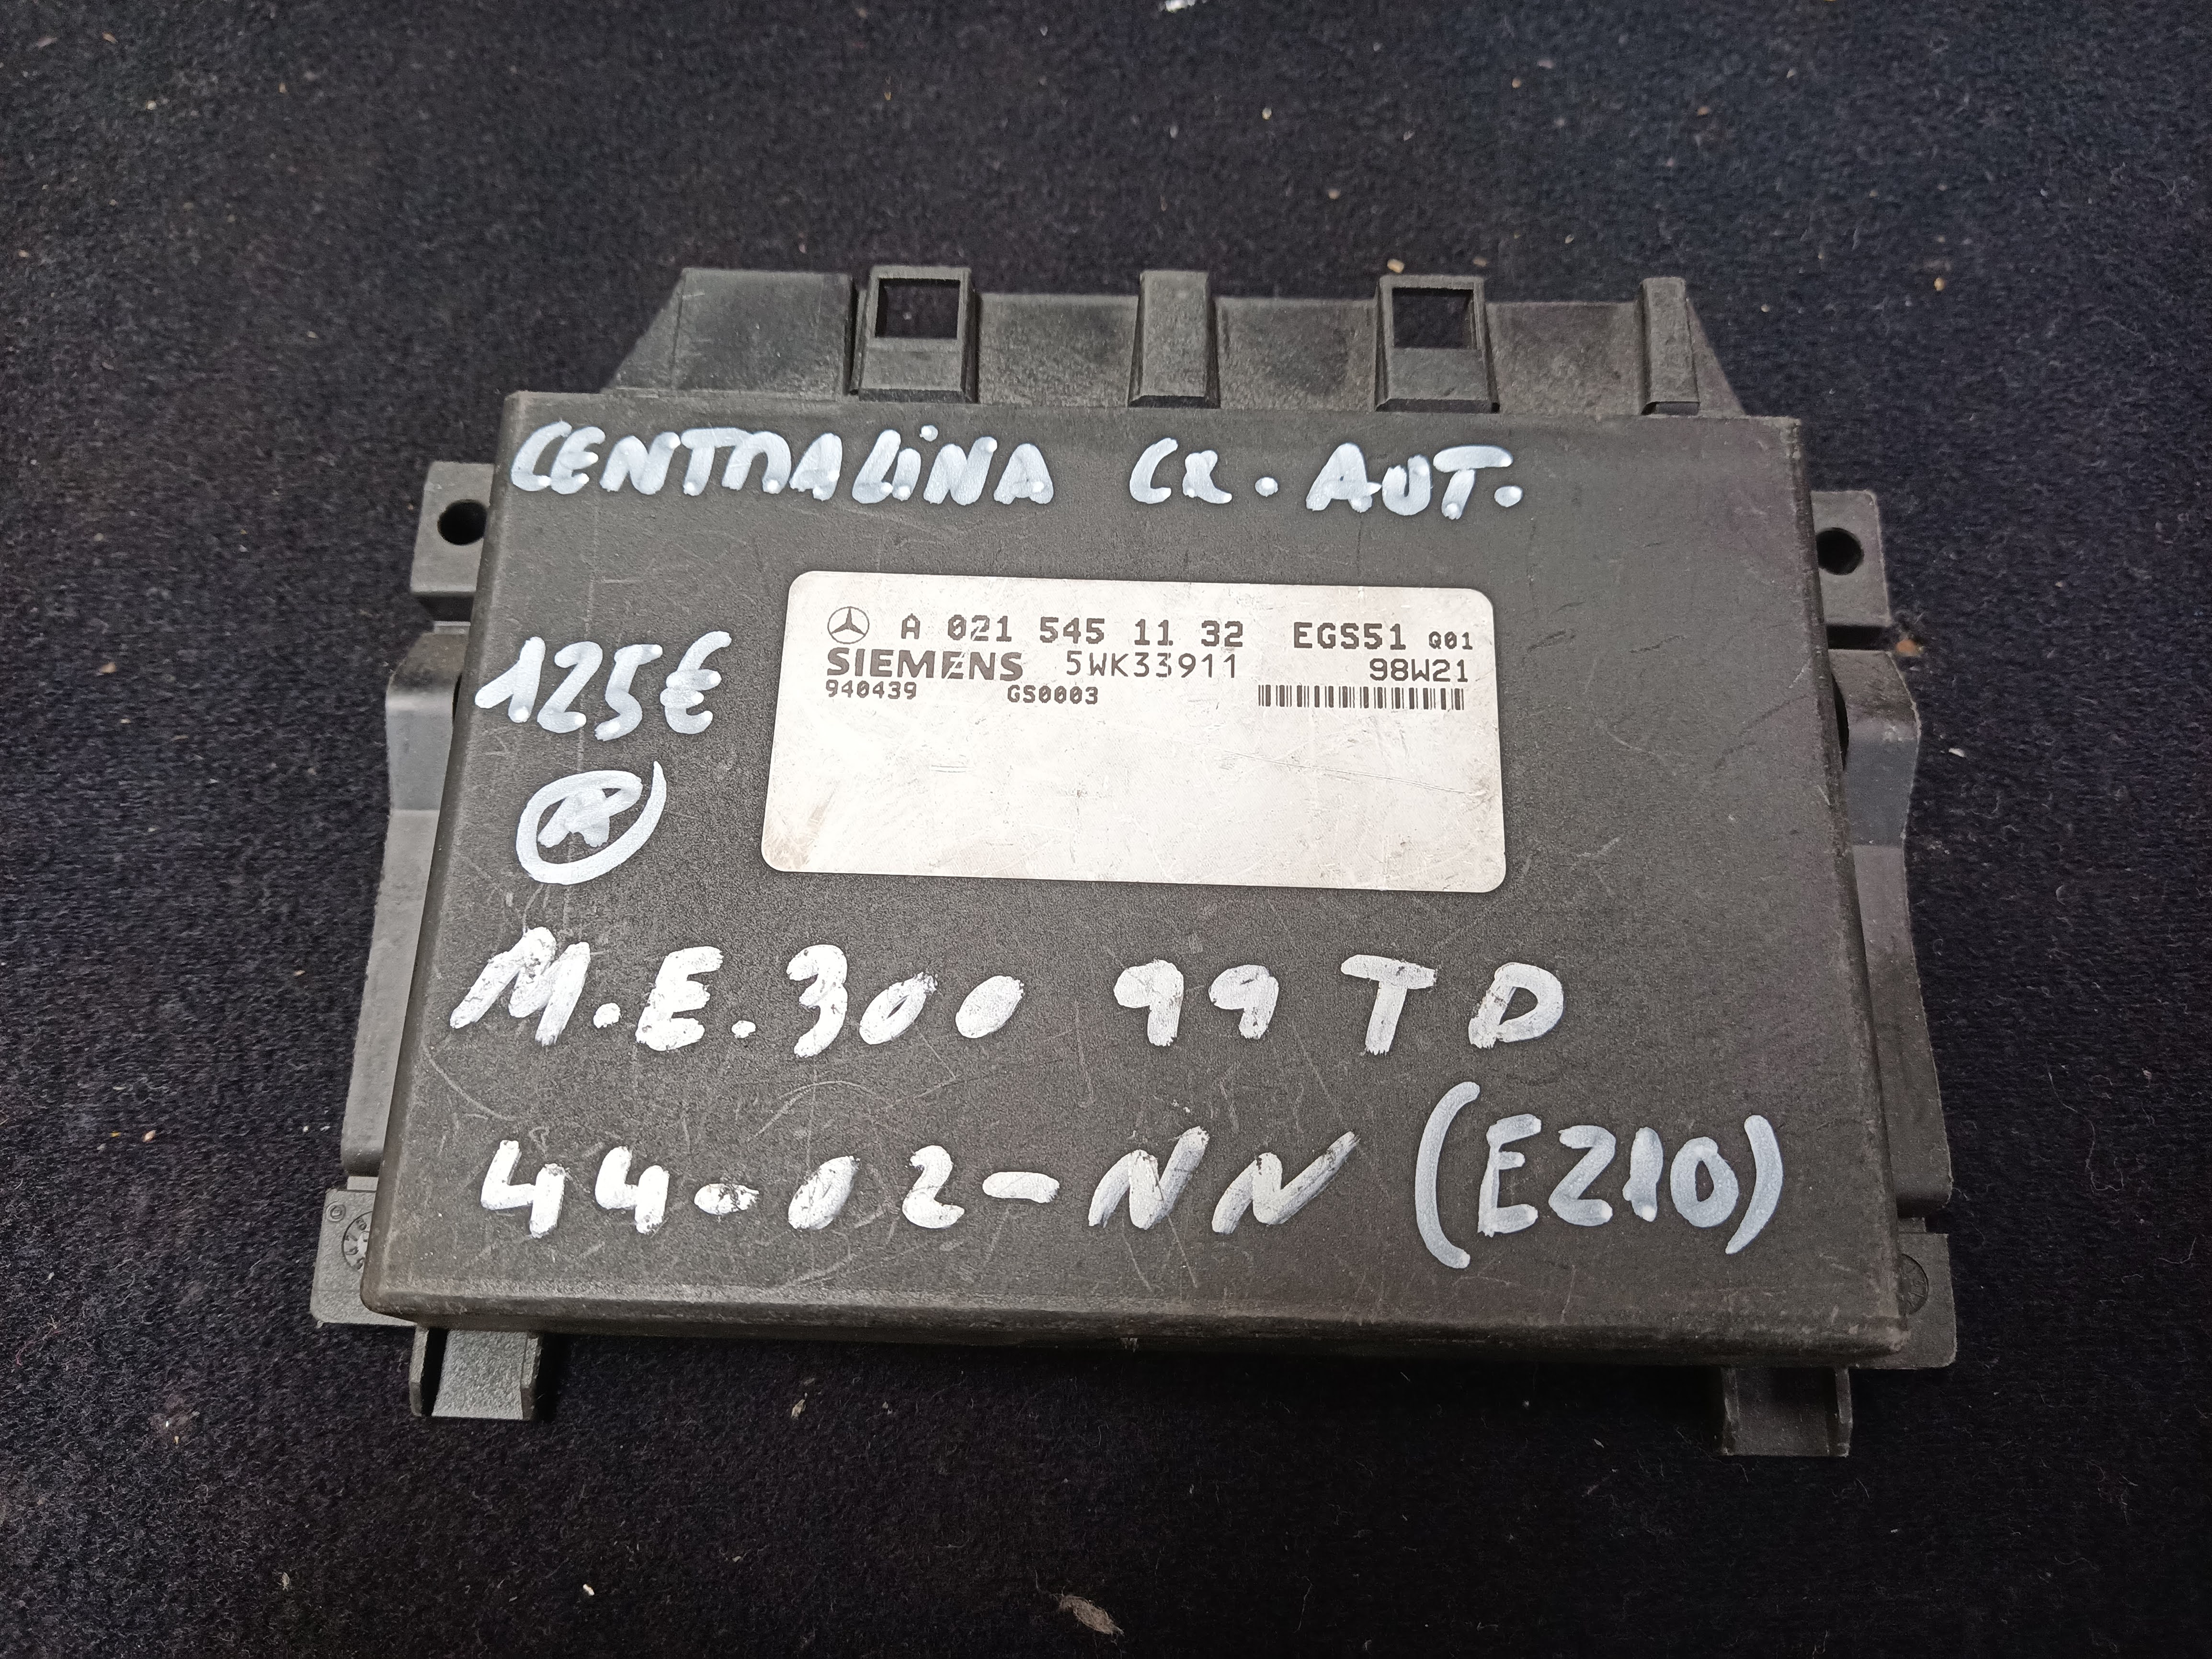 CENTRALINA CX. AUT.
A 021 545 11 32 EGS51 Q01
SIEMENS 5WK33911 98W21
940439 GS0003
125€
M.E.300 99 TD
44-02-NN (E210)